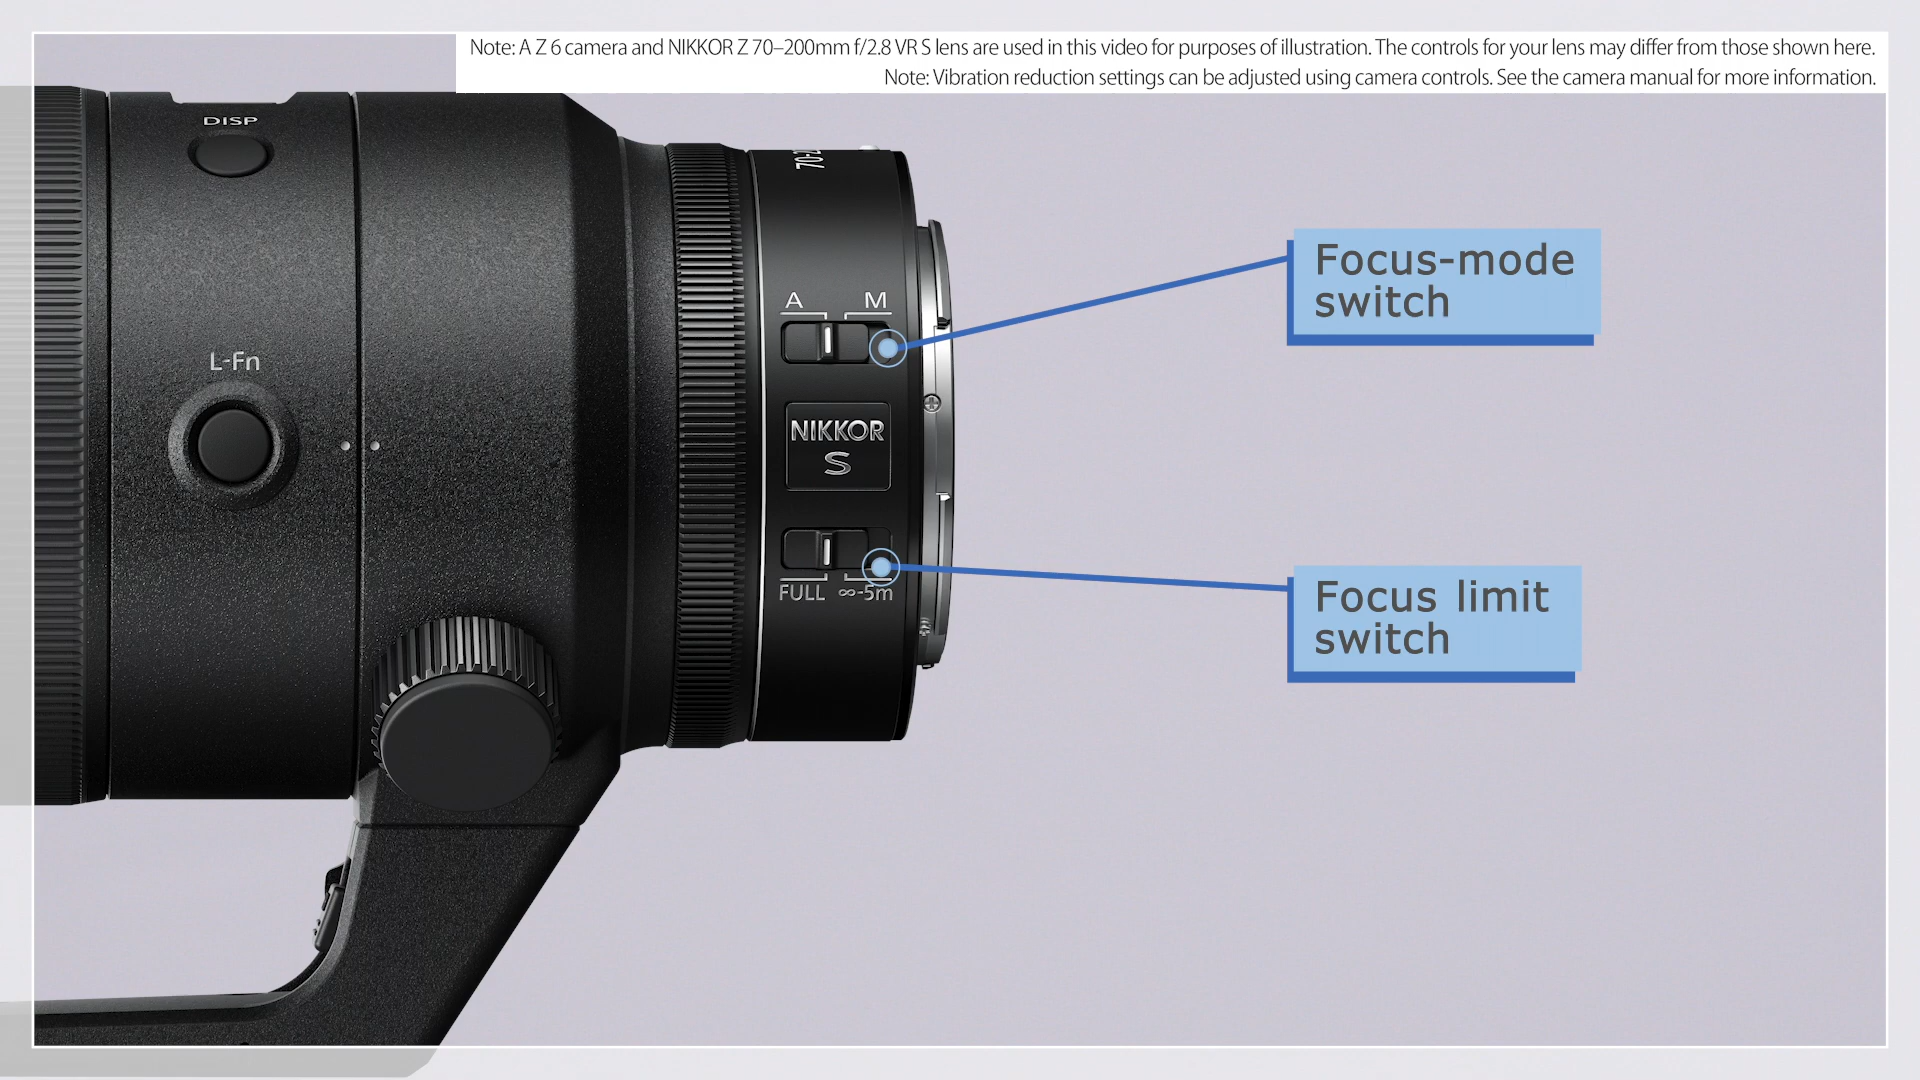 Note: A Z 6 camera and NIKKOR Z 70–200mm f/2.8 VR S lens are used in this video for purposes of illustration. The controls for your lens may differ from those shown here.
Note: Vibration reduction settings can be adjusted using camera controls. See the camera manual for more information.
DISP
Focus-mode
switch
A M
L-Fn
NIKKOR
S
FULL ∞-5m
Focus limit
switch